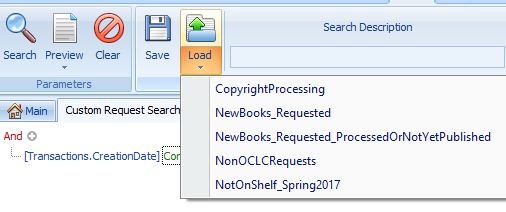 Search Preview Clear Save Load
Search Description
Parameters
CopyrightProcessing
Main Custom Request Search
NewBooks_Requested
And
NewBooks_Requested_ProcessedOrNotYetPublished
[Transactions.CreationDate] Con
NonOCLCRequests
NotOnShelf_Spring2017